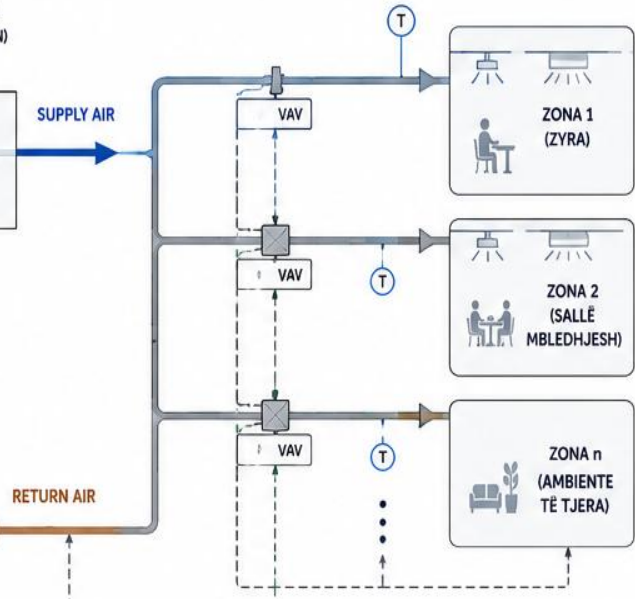 N)
SUPPLY AIR
T
VAV
ZONA 1
(ZYRA)
VAV
T
ZONA 2
(SALLË
MBLEDHJESH)
VAV
T
ZONA n
(AMBIENTE
TË TJERA)
RETURN AIR